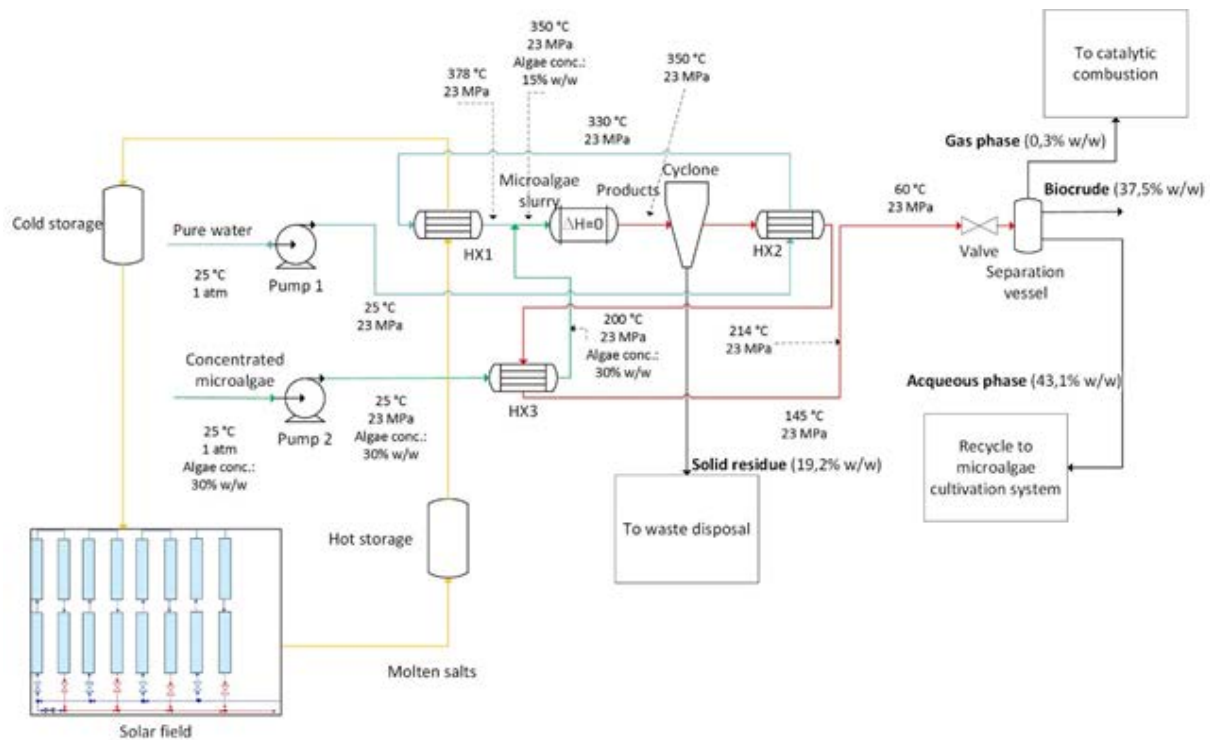 350 °C
23 MPa
Algae conc.:
15% w/w
378 °C
23 MPa
350 °C
23 MPa
To catalytic
combustion
330 °C
23 MPa
Gas phase (0,3% w/w)
Microalgae
slurry
Products
Cyclone
60 °C
23 MPa
Biocrude (37,5% w/w)
Cold storage
Pure water
ΔH=0
HX1
HX2
Valve
Separation
vessel
25 °C
1 atm
Pump 1
25 °C
23 MPa
200 °C
23 MPa
Algae conc.:
30% w/w
214 °C
23 MPa
Concentrated
microalgae
HX3
Acqueous phase (43,1% w/w)
25 °C
1 atm
Algae conc.:
30% w/w
Pump 2
25 °C
23 MPa
Algae conc.:
30% w/w
145 °C
23 MPa
Solid residue (19,2% w/w)
Recycle to
microalgae
cultivation system
To waste disposal
Hot storage
Molten salts
Solar field